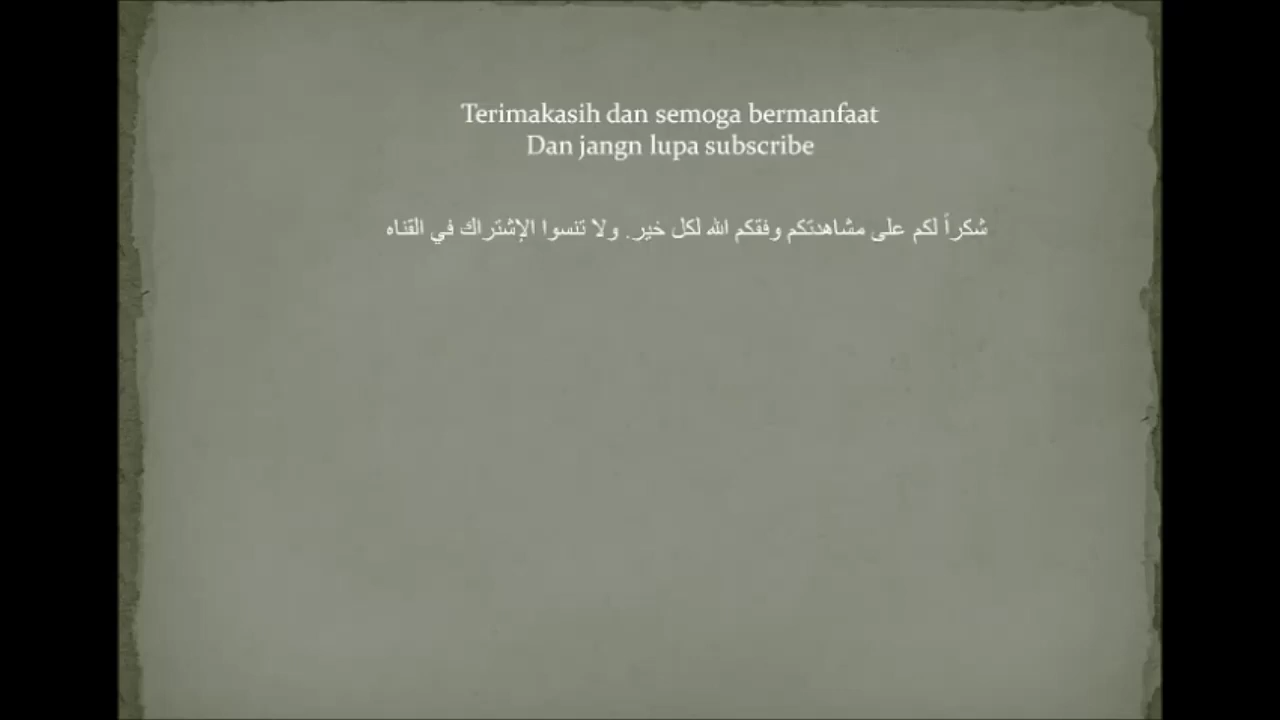 Terimakasih dan semoga bermanfaat
Dan jangn lupa subscribe
شكراً لكم على مشاهدتكم وفقكم الله لكل خير. ولا تنسوا الإشتراك في القناه